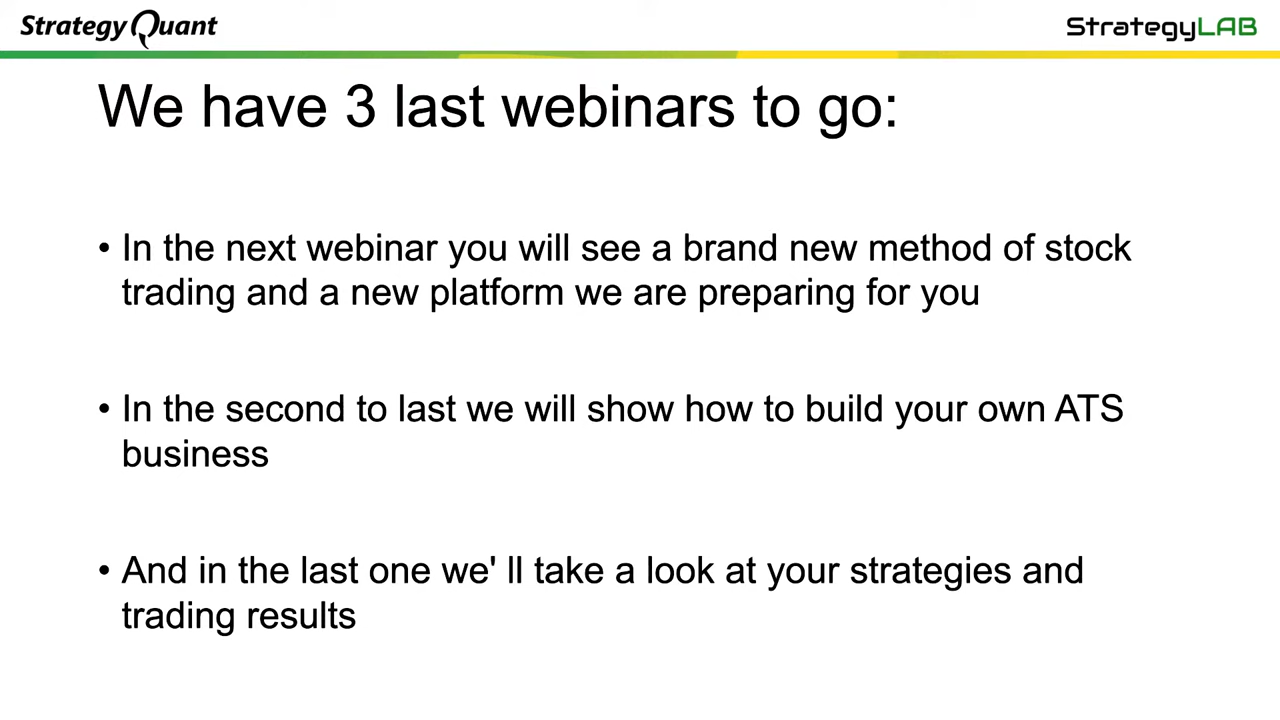 StrategyQuant StrategyLAB
We have 3 last webinars to go:
• In the next webinar you will see a brand new method of stock
trading and a new platform we are preparing for you
• In the second to last we will show how to build your own ATS
business
• And in the last one we' ll take a look at your strategies and
trading results